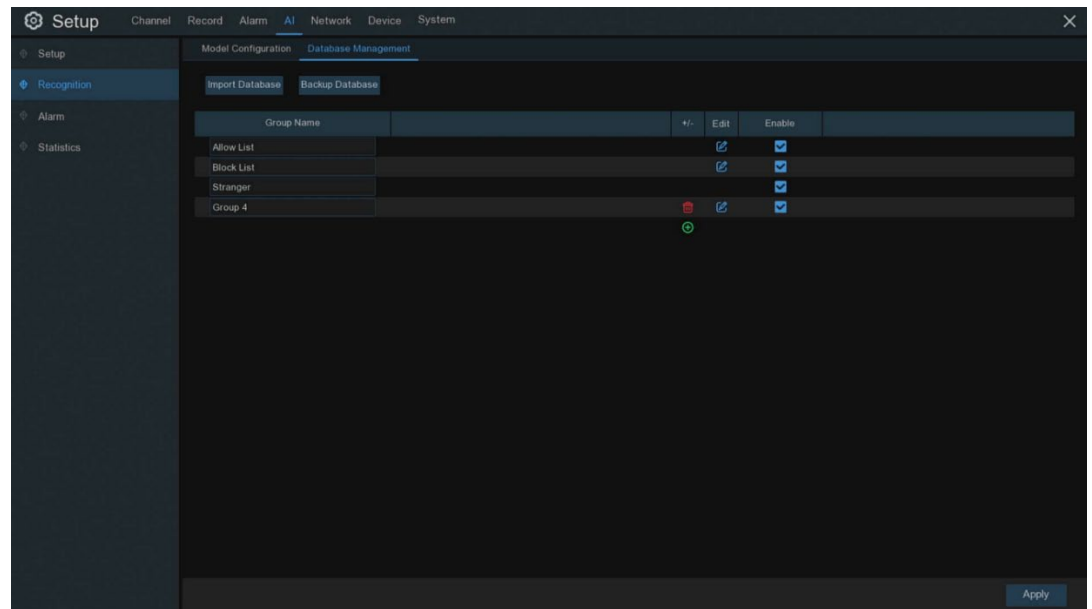 Setup Channel Record Alarm AI Network Device System
Setup
Model Configuration Database Management
Recognition
Import Database Backup Database
Alarm
Group Name +/- Edit Enable
Statistics
Allow List
Block List
Stranger
Group 4
Apply